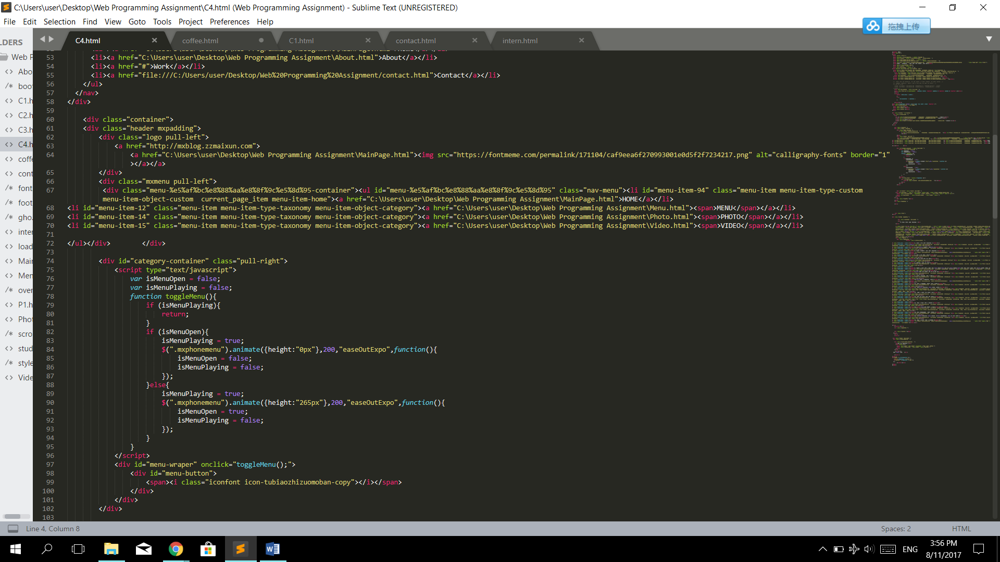 C:\Users\user\Desktop\Web Programming Assignment\C4.html (Web Programming Assignment) - Sublime Text (UNREGISTERED)
File Edit Selection Find View Goto Tools Project Preferences Help
拖拽上传
LDERS
C4.html × coffee.html C1.html × contact.html × intern.html ×
Web P
<> Abo
/* boo
<> C1.h
<> C2.h
<> C3.h
<> C4.h
<> coffe
<> cont
/* font
/* foot
/* gho
<> inter
<> load
<> Mai
<> Men
/* over
<> P1.h
<> Pho
/* scro
<> stud
/* style
<> Vide
53 <li><a href="C:\Users\user\Desktop\Web Programming Assignment\About.html">About</a></li>
54 <li><a href="#">Work</a></li>
55 <li><a href="file:///C:/Users/user/Desktop/Web%20Programming%20Assignment/contact.html">Contact</a></li>
56 </ul>
57 </nav>
58 </div>
59
60 <div class="container">
61 <div class="header mxpadding">
62 <div class="logo pull-left">
63 <a href="http://mxblog.zzmaixun.com">
64 <a href="C:\Users\user\Desktop\Web Programming Assignment\MainPage.html"><img src="https://fontmeme.com/permalink/171104/caf9eea6f270993001e0d5f2f7234217.png" alt="calligraphy-fonts" border="1"
></a></a>
65 </div>
66 <div class="mxmenu pull-left">
67 <div class="menu-%e5%af%bc%e8%88%aa%e8%8f%9c%e5%8d%95-container"><ul id="menu-%e5%af%bc%e8%88%aa%e8%8f%9c%e5%8d%95" class="nav-menu"><li id="menu-item-94" class="menu-item menu-item-type-custom
menu-item-object-custom  current_page_item menu-item-home"><a href="C:\Users\user\Desktop\Web Programming Assignment\MainPage.html">HOME</a></li>
68 <li id="menu-item-12" class="menu-item menu-item-type-taxonomy menu-item-object-category"><a href="C:\Users\user\Desktop\Web Programming Assignment\Menu.html"><span>MENU</span></a></li>
69 <li id="menu-item-14" class="menu-item menu-item-type-taxonomy menu-item-object-category"><a href="C:\Users\user\Desktop\Web Programming Assignment\Photo.html"><span>PHOTO</span></a></li>
70 <li id="menu-item-15" class="menu-item menu-item-type-taxonomy menu-item-object-category"><a href="C:\Users\user\Desktop\Web Programming Assignment\Video.html"><span>VIDEO</span></a></li>
71
72 </ul></div> </div>
73
74 <div id="category-container" class="pull-right">
75 <script type="text/javascript">
76 var isMenuOpen = false;
77 var isMenuPlaying = false;
78 function toggleMenu(){
79 if (isMenuPlaying){
80 return;
81 }
82 if (isMenuOpen){
83 isMenuPlaying = true;
84 $(".mxphonemenu").animate({height:"0px"},200,"easeOutExpo",function(){
85 isMenuOpen = false;
86 isMenuPlaying = false;
87 });
88 }else{
89 isMenuPlaying = true;
90 $(".mxphonemenu").animate({height:"265px"},200,"easeOutExpo",function(){
91 isMenuOpen = true;
92 isMenuPlaying = false;
93 });
94 }
95 }
96 </script>
97 <div id="menu-wraper" onclick="toggleMenu();">
98 <div id="menu-button">
99 <span><i class="iconfont icon-tubiaozhizuomoban-copy"></i></span>
100 </div>
101 </div>
102 </div>
103
Line 4, Column 8 Spaces: 2 HTML
ENG 3:56 PM
8/11/2017